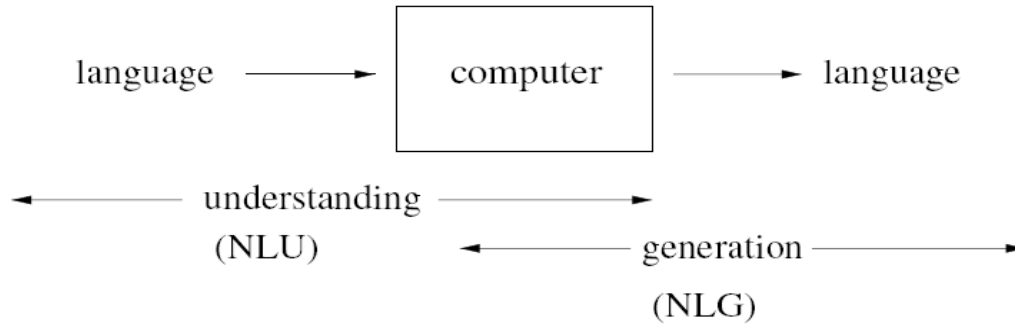 language computer language
understanding
(NLU)
generation
(NLG)